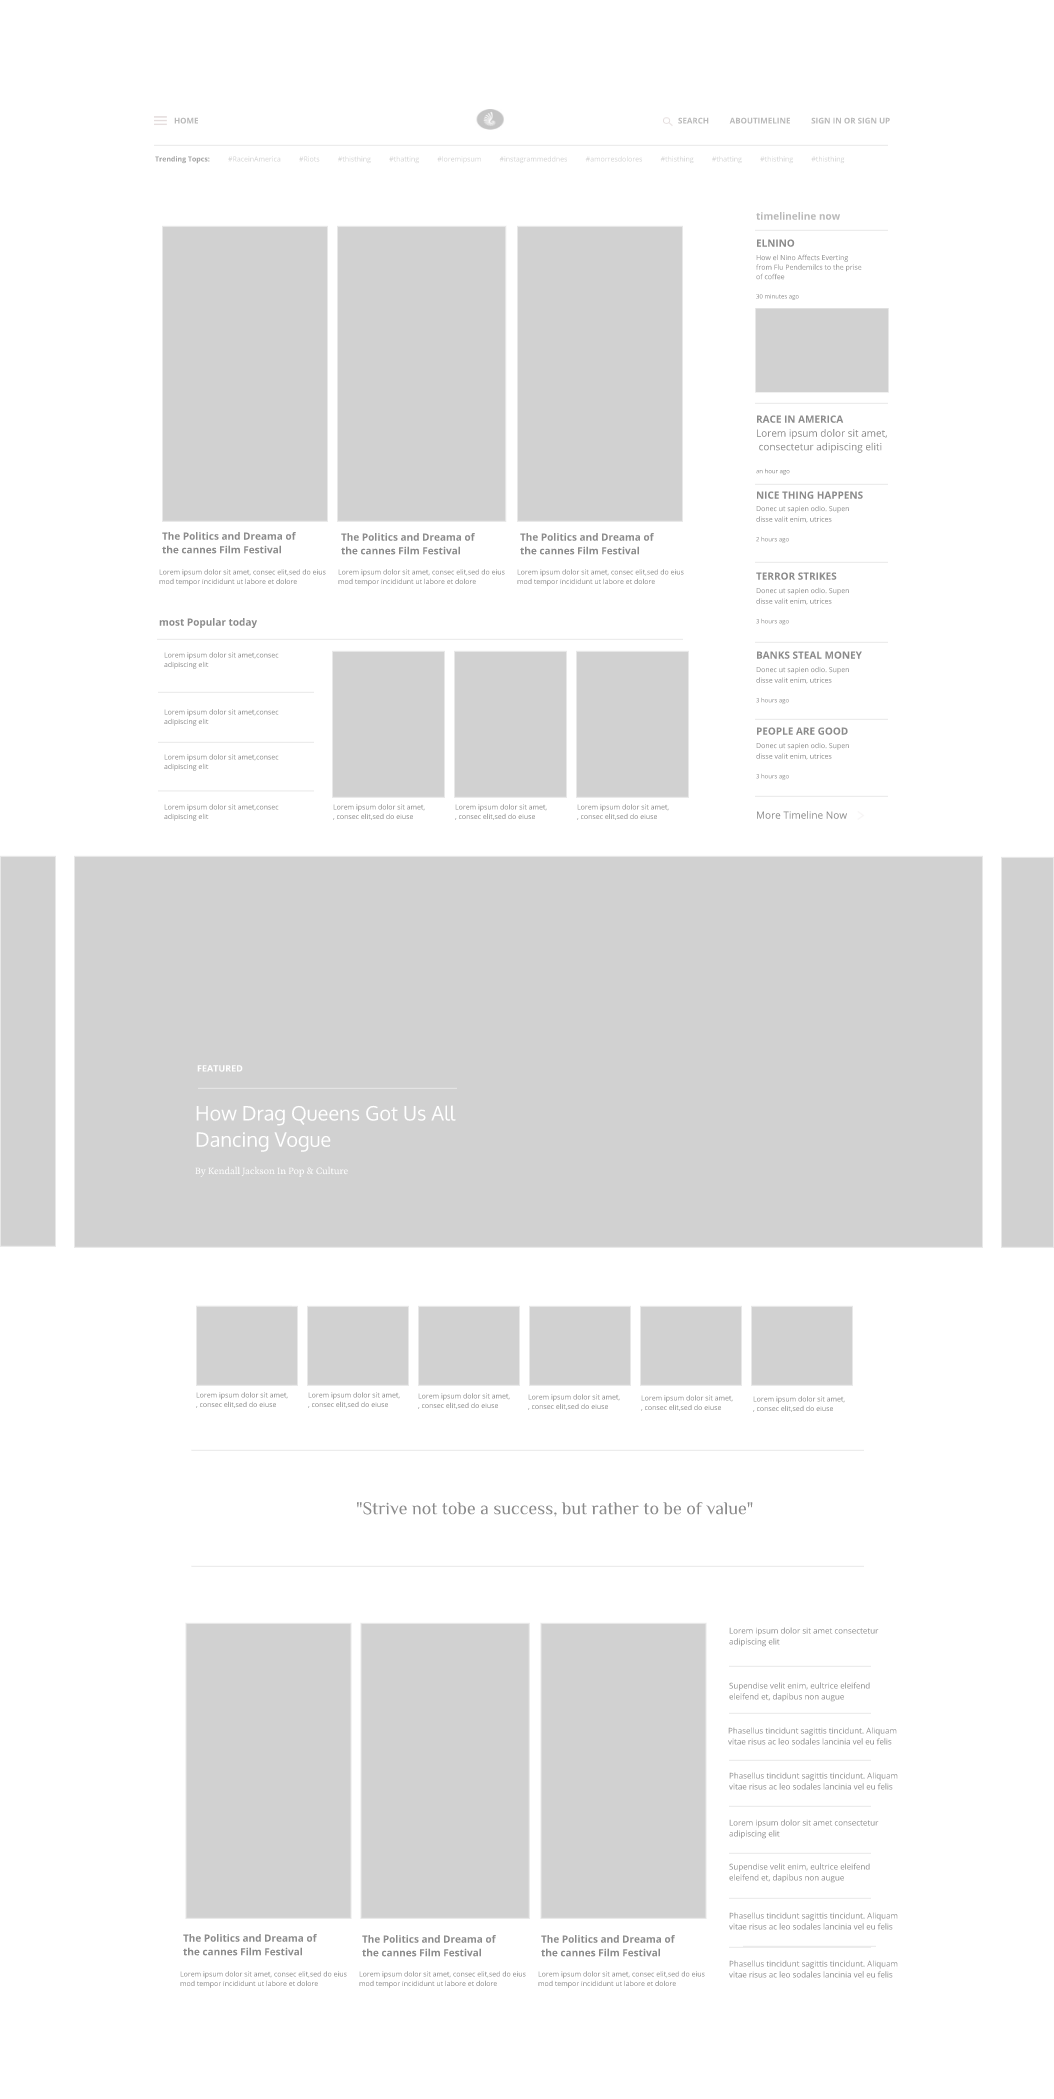 HOME
SEARCH
ABOUTIMELINE
SIGN IN OR SIGN UP
Trending Topcs: #RaceinAmerica #Riots #thisthing #thatting #loremipsum #instagrammeddnes #antorresdolores #thisthing #thatting #thisthing #thisthing
The Politics and Dreama of
the cannes Film Festival
Lorem ipsum dolor sit amet, consec elit,sed do eius
mod tempor incididunt ut labore et dolore
The Politics and Dreama of
the cannes Film Festival
Lorem ipsum dolor sit amet, consec elit,sed do eius
mod tempor incididunt ut labore et dolore
The Politics and Dreama of
the cannes Film Festival
Lorem ipsum dolor sit amet, consec elit,sed do eius
mod tempor incididunt ut labore et dolore
timelineline now
ELNINO
How el Nino Affects Everting
from Flu Pendemilcs to the prise
of coffee
30 minutes ago
RACE IN AMERICA
Lorem ipsum dolor sit amet,
consectetur adipiscing eliti
an hour ago
NICE THING HAPPENS
Donec ut sapien odio. Supen
disse valit enim, utrices
2 hours ago
TERROR STRIKES
Donec ut sapien odio. Supen
disse valit enim, utrices
3 hours ago
BANKS STEAL MONEY
Donec ut sapien odio. Supen
disse valit enim, utrices
3 hours ago
PEOPLE ARE GOOD
Donec ut sapien odio. Supen
disse valit enim, utrices
3 hours ago
More Timeline Now
most Popular today
Lorem ipsum dolor sit amet,consec
adipiscing elit
Lorem ipsum dolor sit amet,consec
adipiscing elit
Lorem ipsum dolor sit amet,consec
adipiscing elit
Lorem ipsum dolor sit amet,consec
adipiscing elit
Lorem ipsum dolor sit amet,
, consec elit,sed do eiuse
Lorem ipsum dolor sit amet,
, consec elit,sed do eiuse
Lorem ipsum dolor sit amet,
, consec elit,sed do eiuse
FEATURED
How Drag Queens Got Us All
Dancing Vogue
By Kendall Jackson In Pop & Culture
Lorem ipsum dolor sit amet,
, consec elit,sed do eiuse
Lorem ipsum dolor sit amet,
, consec elit,sed do eiuse
Lorem ipsum dolor sit amet,
, consec elit,sed do eiuse
Lorem ipsum dolor sit amet,
, consec elit,sed do eiuse
Lorem ipsum dolor sit amet,
, consec elit,sed do eiuse
Lorem ipsum dolor sit amet,
, consec elit,sed do eiuse
"Strive not tobe a success, but rather to be of value"
The Politics and Dreama of
the cannes Film Festival
Lorem ipsum dolor sit amet, consec elit,sed do eius
mod tempor incididunt ut labore et dolore
The Politics and Dreama of
the cannes Film Festival
Lorem ipsum dolor sit amet, consec elit,sed do eius
mod tempor incididunt ut labore et dolore
The Politics and Dreama of
the cannes Film Festival
Lorem ipsum dolor sit amet, consec elit,sed do eius
mod tempor incididunt ut labore et dolore
Lorem ipsum dolor sit amet consectetur
adipiscing elit
Supendise velit enim, eultrice eleifend
eleifend et, dapibus non augue
Phasellus tincidunt sagittis tincidunt. Aliquam
vitae risus ac leo sodales lancinia vel eu felis
Phasellus tincidunt sagittis tincidunt. Aliquam
vitae risus ac leo sodales lancinia vel eu felis
Lorem ipsum dolor sit amet consectetur
adipiscing elit
Supendise velit enim, eultrice eleifend
eleifend et, dapibus non augue
Phasellus tincidunt sagittis tincidunt. Aliquam
vitae risus ac leo sodales lancinia vel eu felis
Phasellus tincidunt sagittis tincidunt. Aliquam
vitae risus ac leo sodales lancinia vel eu felis